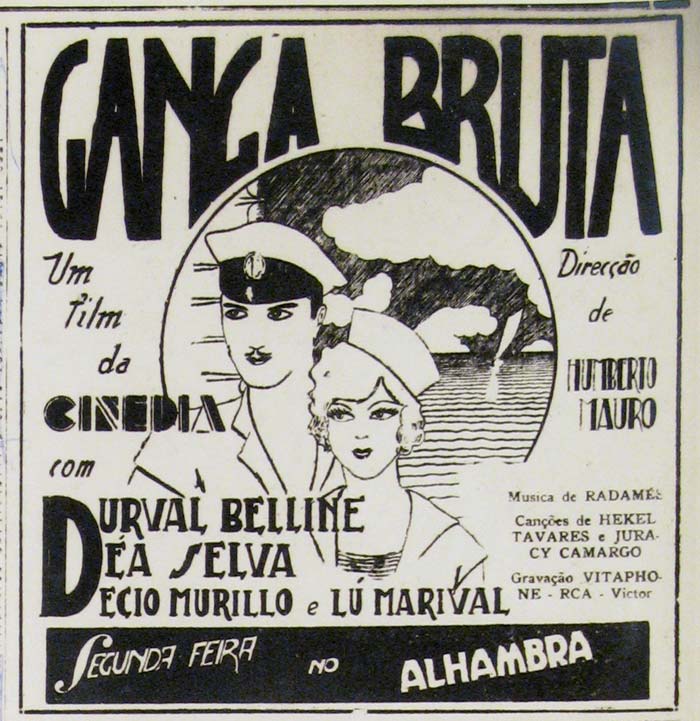 GANGA BRUTA
Um
film
da
CINEDIA
com
Direcção
de
HUMBERTO
MAURO
DURVAL BELLINE
DÉA SELVA
DECIO MURILLO e LÚ MARIVAL
Musica de RADAMÉS
Canções de HEKEL
TAVARES e JURA-
CY CAMARGO
Gravação VITAPHO-
NE - RCA - Victor
SEGUNDA FEIRA NO ALHAMBRA